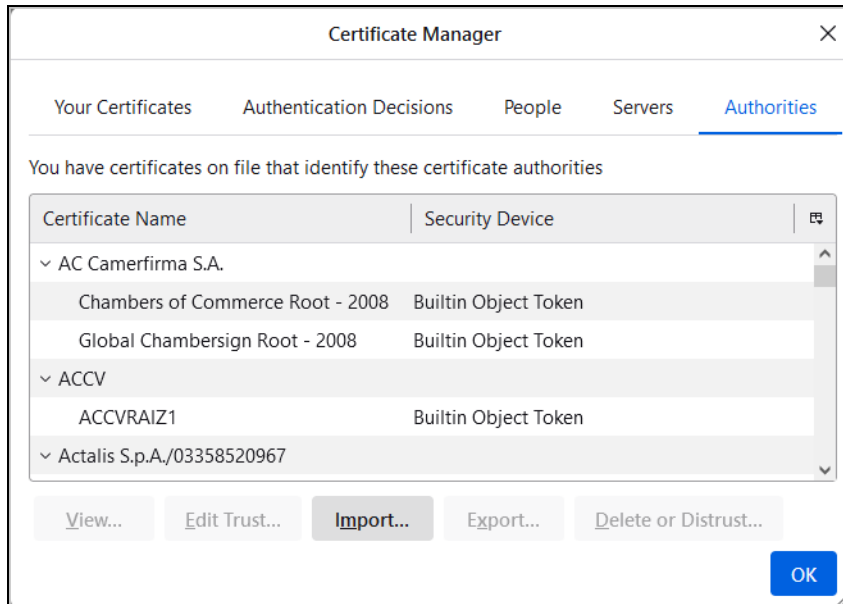 Certificate Manager
Your Certificates Authentication Decisions People Servers Authorities
You have certificates on file that identify these certificate authorities
Certificate Name Security Device
AC Camerfirma S.A.
Chambers of Commerce Root - 2008 Builtin Object Token
Global Chambersign Root - 2008 Builtin Object Token
ACCV
ACCVRAIZ1 Builtin Object Token
Actalis S.p.A./03358520967
View... Edit Trust... Import... Export... Delete or Distrust...
OK